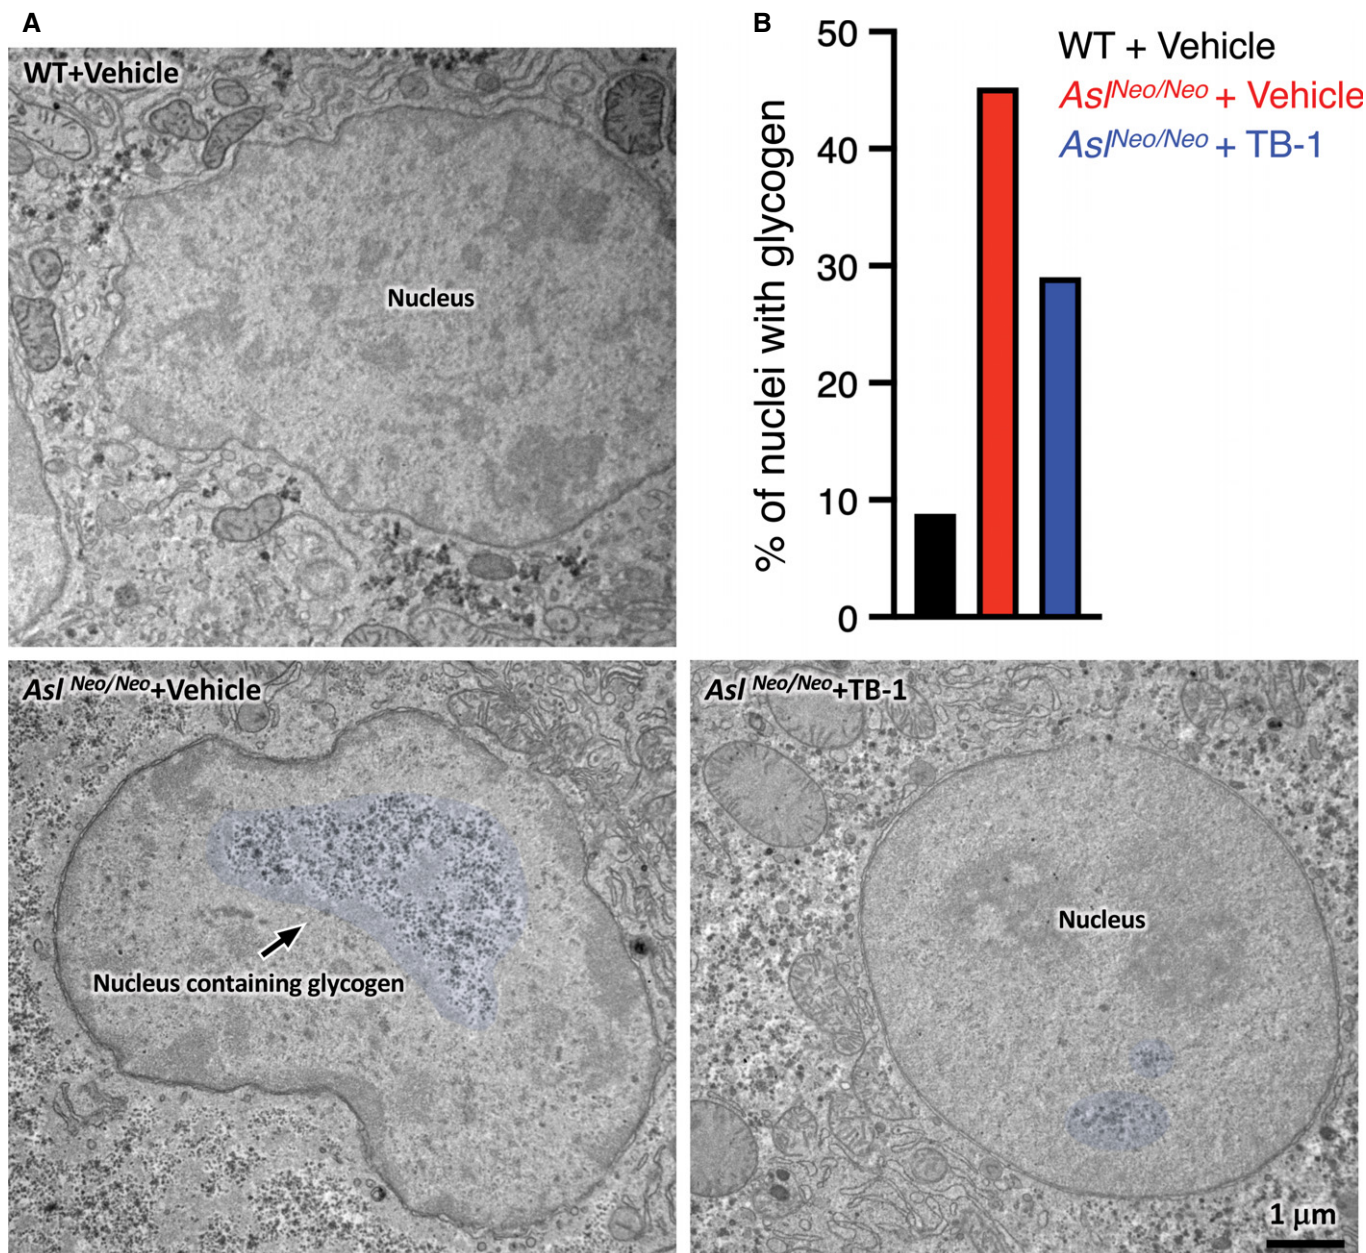 A
WT+Vehicle
Nucleus
B
50
40
30
20
10
0
% of nuclei with glycogen
WT + Vehicle
Asl^Neo/Neo + Vehicle
Asl^Neo/Neo + TB-1
Asl ^Neo/Neo+Vehicle
Nucleus containing glycogen
Asl ^Neo/Neo+TB-1
Nucleus
1 μm